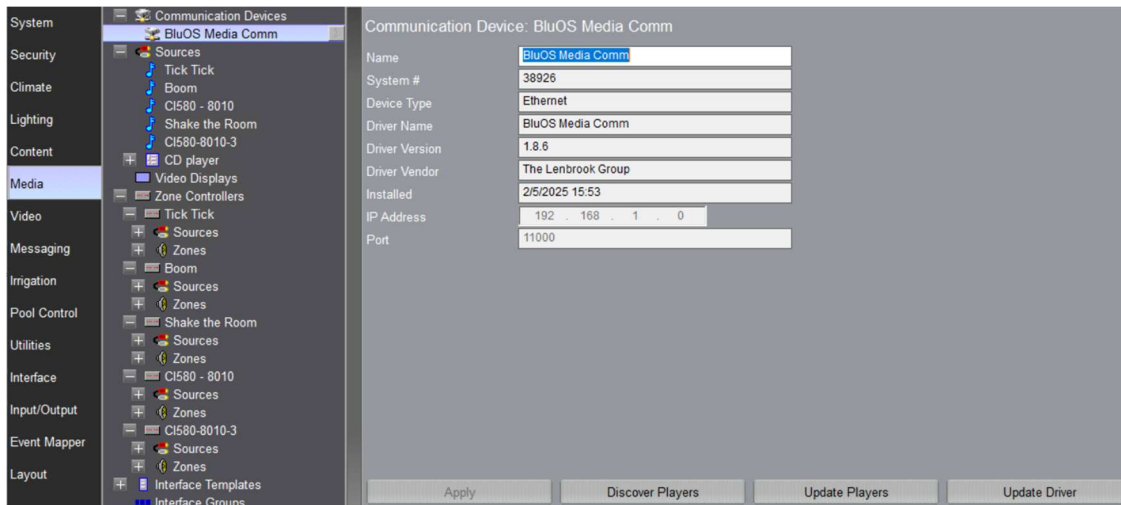 System
Security
Climate
Lighting
Content
Media
Video
Messaging
Irrigation
Pool Control
Utilities
Interface
Input/Output
Event Mapper
Layout
Communication Devices
BluOS Media Comm
Sources
Tick Tick
Boom
CI580 - 8010
Shake the Room
CI580-8010-3
CD player
Video Displays
Zone Controllers
Tick Tick
Sources
Zones
Boom
Sources
Zones
Shake the Room
Sources
Zones
CI580 - 8010
Sources
Zones
CI580-8010-3
Sources
Zones
Interface Templates
Interface Groups
Communication Device: BluOS Media Comm
Name BluOS Media Comm
System # 38926
Device Type Ethernet
Driver Name BluOS Media Comm
Driver Version 1.8.6
Driver Vendor The Lenbrook Group
Installed 2/5/2025 15:53
IP Address 192 . 168 . 1 . 0
Port 11000
Apply Discover Players Update Players Update Driver